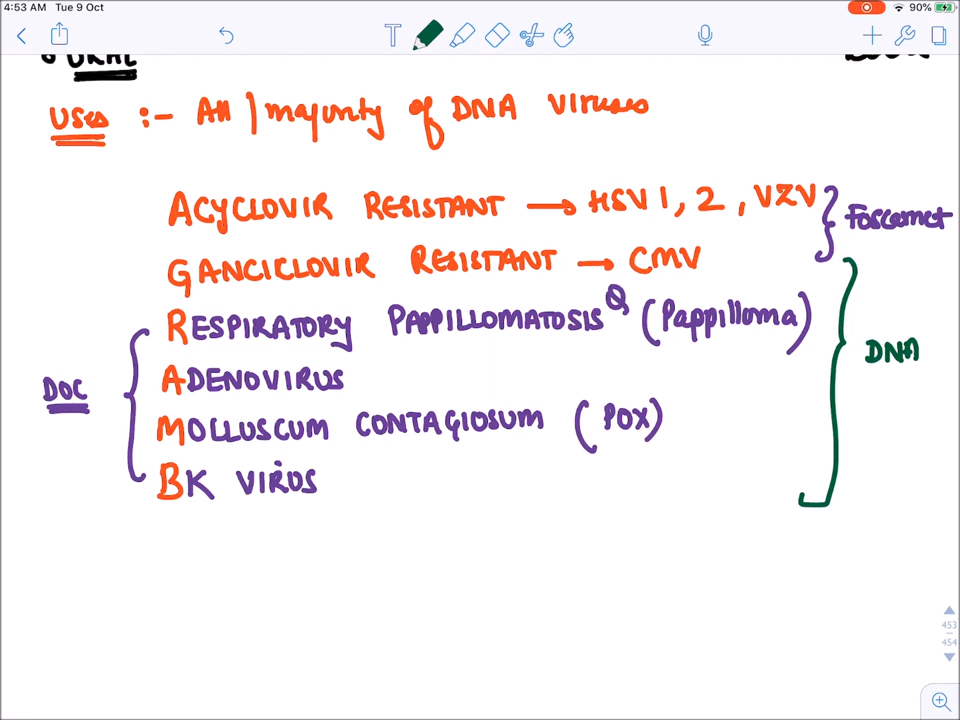 4:53 AM Tue 9 Oct
90%
T
ORAL
Uses :- All / majority of DNA viruses
ACYCLOVIR RESISTANT → HSV 1, 2, VZV
Foscarnet
GANCICLOVIR RESISTANT → CMV
RESPIRATORY PAPPILLOMATOSIS Q (Pappilloma)
DNA
ADENOVIRUS
DOC
MOLLUSCUM CONTAGIOSUM (POX)
BK VIRUS
453
454